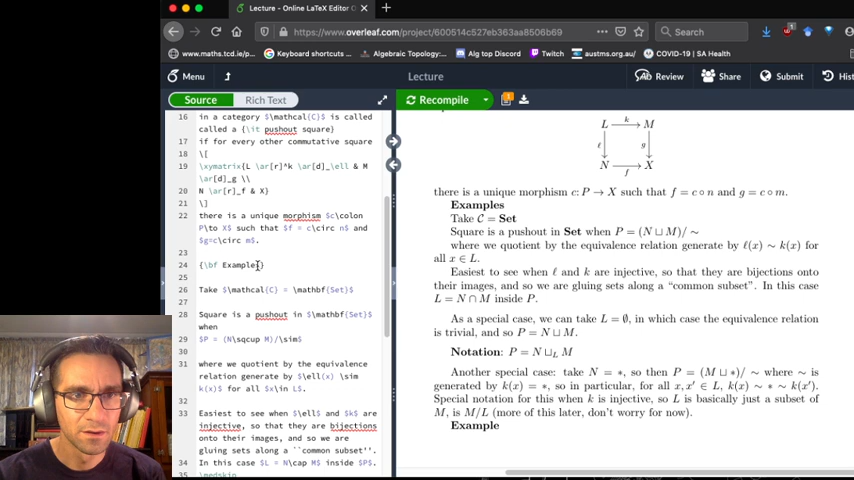 Lecture - Online LaTeX Editor O
https://www.overleaf.com/project/600514c527eb363aa8506b69
Search
www.maths.tcd.ie/pf...
Keyboard shortcuts ...
Algebraic Topology:...
Alg top Discord
Twitch
austms.org.au/
COVID-19 | SA Health
Menu
Lecture
Review
Share
Submit
Hist
Source
Rich Text
Recompile
16 in a category $\mathcal{C}$ is called
called a {\it pushout square}
17 if for every other commutative square
18 \[
19 \xymatrix{L \ar[r]^k \ar[d]_\ell & M
\ar[d]_g \\
20 N \ar[r]_f & X}
21 \]
22 there is a unique morphism $c\colon
P\to X$ such that $f = c\circ n$ and
$g=c\circ m$.
23
24 {\bf Example}
25
26 Take $\mathcal{C} = \mathbf{Set}$
27
28 Square is a pushout in $\mathbf{Set}$
when
29 $P = (N\sqcup M)/\sim$
30
31 where we quotient by the equivalence
relation generate by $\ell(x) \sim
k(x)$ for all $x\in L$.
32
33 Easiest to see when $\ell$ and $k$ are
injective, so that they are bijections
onto their images, and so we are
gluing sets along a ``common subset''.
34 In this case $L = N\cap M$ inside $P$.
35 \medskip
L k M
ℓ g
N f X
there is a unique morphism c: P → X such that f = c ∘ n and g = c ∘ m.
Examples
Take C = Set
Square is a pushout in Set when P = (N ⊔ M)/ ∼
where we quotient by the equivalence relation generate by ℓ(x) ∼ k(x) for
all x ∈ L.
Easiest to see when ℓ and k are injective, so that they are bijections onto
their images, and so we are gluing sets along a “common subset”. In this case
L = N ∩ M inside P.
As a special case, we can take L = ∅, in which case the equivalence relation
is trivial, and so P = N ⊔ M.
Notation: P = N ⊔_L M
Another special case: take N = ∗, so then P = (M ⊔ ∗)/ ∼ where ∼ is
generated by k(x) = ∗, so in particular, for all x, x′ ∈ L, k(x) ∼ ∗ ∼ k(x′).
Special notation for this when k is injective, so L is basically just a subset of
M, is M/L (more of this later, don't worry for now).
Example